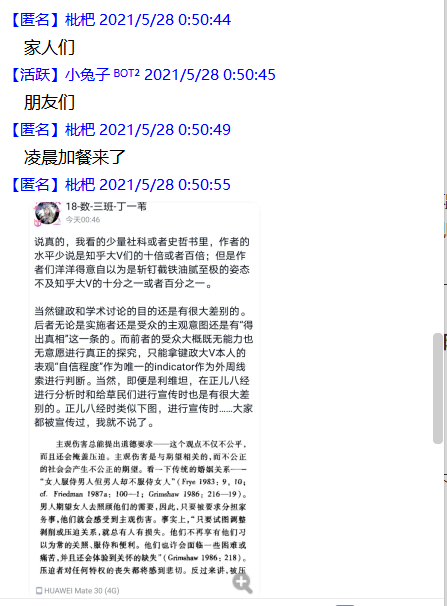 【匿名】枇杷 2021/5/28 0:50:44
家人们
【活跃】小兔子 BOT2 2021/5/28 0:50:45
朋友们
【匿名】枇杷 2021/5/28 0:50:49
凌晨加餐来了
【匿名】枇杷 2021/5/28 0:50:55
18-数-三班-丁一苇
今天00:46
说真的，我看的少量社科或者史哲书里，作者的
水平少说是知乎大V们的十倍或者百倍；但是作
者们洋洋得意自以为是斩钉截铁油腻至极的姿态
不及知乎大V的十分之一或者百分之一。
当然键政和学术讨论的目的还是有很大差别的。
后者无论是实施者还是受众的主观意图还是有“得
出真相”这一条的。而前者的受众大概既无能力也
无意愿进行真正的探究，只能拿键政大V本人的
表观“自信程度”作为唯一的indicator作为外周线
索进行判断。当然，即便是利维坦，在正儿八经
进行分析时和给草民们进行宣传时也是有很大差
别的。正儿八经时类似下图，进行宣传时......大家
都被宣传过，我就不说了。
主观伤害总能提出道德要求——这个观点不仅不公平，
而且还会掩盖压迫。主观伤害是与期望相关的，而不公正
的社会会产生不公正的期望。看一下传统的婚姻关系——
“女人服侍男人但男人却不服侍女人”（Frye 1983: 9, 10;
cf. Friedman 1987a: 100—1; Grimshaw 1986: 216—19）。
男人期望女人去照顾他们的需要，因此，只要被要求分担家
务事，他们就会感受到主观伤害。事实上，“只要试图调整
剥削或压迫关系，就总有人有损失。他们不再享有他们习
以为常的关照、服侍和便利。他们也许会面临一些困难或
痛苦，并且还会体验到关怀的缺失”（Grimshaw 1986: 218）。
压迫者对任何特权的丧失都将感到悲切。反过来讲，被压
HUAWEI Mate 30 (4G)